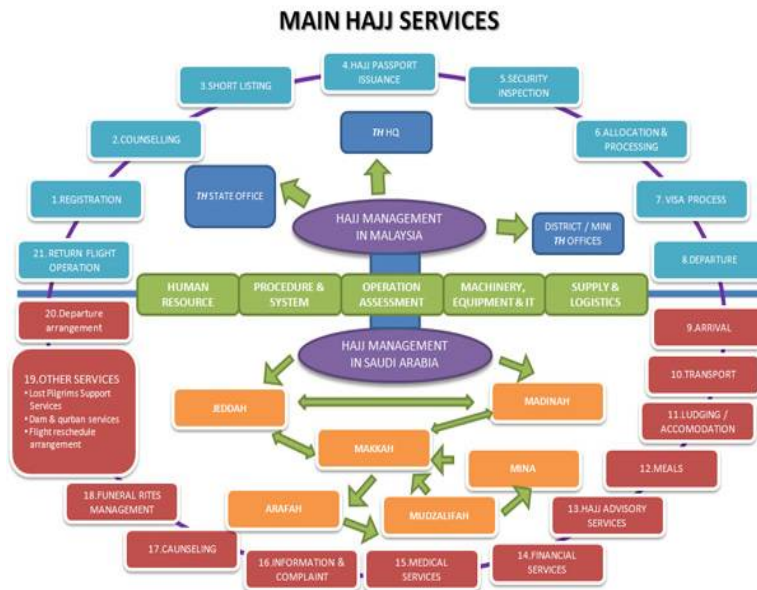 MAIN HAJJ SERVICES
4.HAJJ PASSPORT
ISSUANCE
3.SHORT LISTING
5.SECURITY
INSPECTION
2.COUNSELLING
TH HQ
6.ALLOCATION &
PROCESSING
1.REGISTRATION
TH STATE OFFICE
7. VISA PROCESS
HAJJ MANAGEMENT
IN MALAYSIA
DISTRICT / MINI
TH OFFICES
21. RETURN FLIGHT
OPERATION
8.DEPARTURE
HUMAN
RESOURCE
PROCEDURE &
SYSTEM
OPERATION
ASSESSMENT
MACHINERY,
EQUIPMENT & IT
SUPPLY &
LOGISTICS
20.Departure
arrangement
9.ARRIVAL
HAJJ MANAGEMENT
IN SAUDI ARABIA
19.OTHER SERVICES
• Lost Pilgrims Support
Services
• Dam & qurban services
• Flight reschedule
arrangement
10.TRANSPORT
JEDDAH
MADINAH
11.LUDGING /
ACCOMODATION
MAKKAH
MINA
12.MEALS
18.FUNERAL RITES
MANAGEMENT
ARAFAH
MUDZALIFAH
13.HAJJ ADVISORY
SERVICES
17.CAUNSELING
16.INFORMATION &
COMPLAINT
15.MEDICAL
SERVICES
14.FINANCIAL
SERVICES